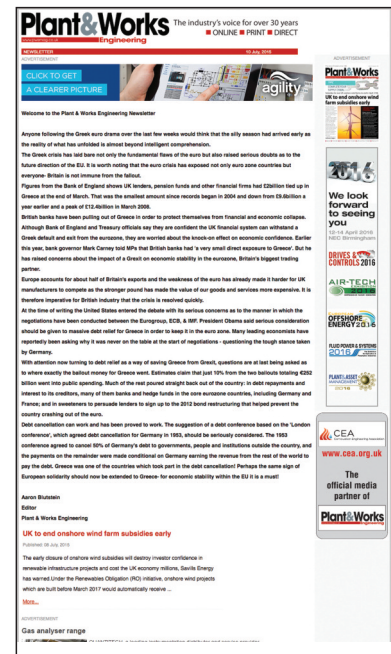 Plant&Works
Engineering
The industry's voice for over 30 years
ONLINE PRINT DIRECT
NEWSLETTER
10 July, 2015
ADVERTISEMENT
CLICK TO GET
A CLEARER PICTURE
agility
Welcome to the Plant & Works Engineering Newsletter
Anyone following the Greek euro drama over the last few weeks would think that the silly season had arrived early as
the reality of what has unfolded is almost beyond intelligent comprehension.
The Greek crisis has laid bare not only the fundamental flaws of the euro but also raised serious doubts as to the
future direction of the EU. It is worth noting that the euro crisis has exposed not only euro zone countries but
everyone- Britain is not immune from the fallout.
Figures from the Bank of England shows UK lenders, pension funds and other financial firms had £2billion tied up in
Greece at the end of March. That was the smallest amount since records began in 2004 and down from £9.6billion a
year earlier and a peak of £12.4billion in March 2008.
British banks have been pulling out of Greece in order to protect themselves from financial and economic collapse.
Although Bank of England and Treasury officials say they are confident the UK financial system can withstand a
Greek default and exit from the eurozone, they are worried about the knock-on effect on economic confidence. Earlier
this year, bank governor Mark Carney told MPs that British banks had 'a very small direct exposure to Greece'. But he
has raised concerns about the impact of a Grexit on economic stability in the eurozone, Britain's biggest trading
partner.
Europe accounts for about half of Britain's exports and the weakness of the euro has already made it harder for UK
manufacturers to compete as the stronger pound has made the value of our goods and services more expensive. It is
therefore imperative for British industry that the crisis is resolved quickly.
At the time of writing the United States entered the debate with its serious concerns as to the manner in which the
negotiations have been conducted between the Eurogroup, ECB, & IMF. President Obama said serious consideration
should be given to massive debt relief for Greece in order to keep it in the euro zone. Many leading economists have
reportedly been asking why it was never on the table at the start of negotiations - questioning the tough stance taken
by Germany.
With attention now turning to debt relief as a way of saving Greece from Grexit, questions are at last being asked as
to where exactly the bailout money for Greece went. Estimates claim that just 10% from the two bailouts totaling €252
billion went into public spending. Much of the rest poured straight back out of the country: in debt repayments and
interest to its creditors, many of them banks and hedge funds in the core eurozone countries, including Germany and
France; and in sweeteners to persuade lenders to sign up to the 2012 bond restructuring that helped prevent the
country crashing out of the euro.
Debt cancellation can work and has been proved to work. The suggestion of a debt conference based on the 'London
conference', which agreed debt cancellation for Germany in 1953, should be seriously considered. The 1953
conference agreed to cancel 50% of Germany's debt to governments, people and institutions outside the country, and
the payments on the remainder were made conditional on Germany earning the revenue from the rest of the world to
pay the debt. Greece was one of the countries which took part in the debt cancellation! Perhaps the same sign of
European solidarity should now be extended to Greece- for economic stability within the EU it is a must!
Aaron Blutstein
Editor
Plant & Works Engineering
UK to end onshore wind farm subsidies early
Published: 09 July, 2015
The early closure of onshore wind subsidies will destroy investor confidence in
renewable infrastructure projects and cost the UK economy millions, Savills Energy
has warned.Under the Renewables Obligation (RO) initiative, onshore wind projects
which are built before March 2017 would automatically receive ...
More...
ADVERTISEMENT
Gas analyser range
ADVERTISEMENT
Plant&Works
UK to end onshore wind
farm subsidies early
2016
We look
forward
to seeing
you
12-14 April 2016
NEC Birmingham
DRIVES &
CONTROLS 2016
AIR-TECH
2016
OFFSHORE
ENERGY2016
FLUID POWER & SYSTEMS
2016
PLANT&ASSET
MANAGEMENT
2016
CEA
www.cea.org.uk
The
official media
partner of
Plant&Works